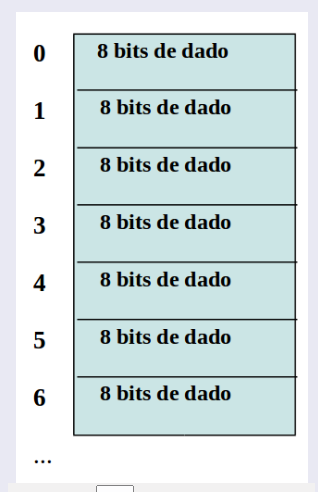 0 8 bits de dado
1 8 bits de dado
2 8 bits de dado
3 8 bits de dado
4 8 bits de dado
5 8 bits de dado
6 8 bits de dado
...